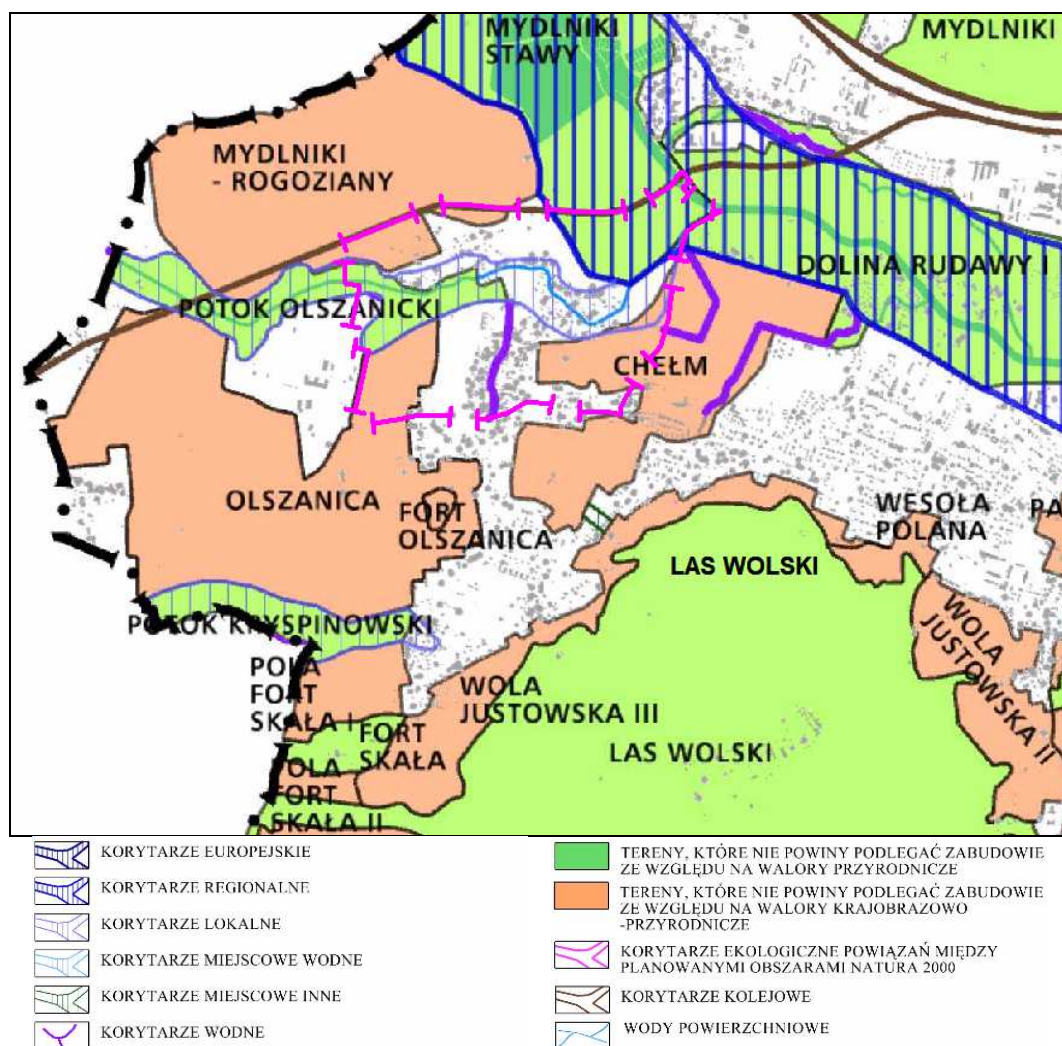 MYDLNIKI
STAWY
MYDLNIKI
MYDLNIKI
- ROGOZIANY
DOLINA RUDAWY I
POTOK OLSZANICKI
CHEŁM
OLSZANICA
FORT
OLSZANICA
WESOŁA
POLANA
PA
LAS WOLSKI
POTOK KRYSPINOWSKI
WOLA
JUSTOWSKA II
POLA
FORT
SKAŁA I
WOLA
JUSTOWSKA III
FORT
SKAŁA
LAS WOLSKI
POLA
FORT
SKAŁA II
KORYTARZE EUROPEJSKIE
KORYTARZE REGIONALNE
KORYTARZE LOKALNE
KORYTARZE MIEJSCOWE WODNE
KORYTARZE MIEJSCOWE INNE
KORYTARZE WODNE
TERENY, KTÓRE NIE POWINY PODLEGAĆ ZABUDOWIE
ZE WZGLĘDU NA WALORY PRZYRODNICZE
TERENY, KTÓRE NIE POWINY PODLEGAĆ ZABUDOWIE
ZE WZGLĘDU NA WALORY KRAJOBRAZOWO
-PRZYRODNICZE
KORYTARZE EKOLOGICZNE POWIĄZAŃ MIĘDZY
PLANOWANYMI OBSZARAMI NATURA 2000
KORYTARZE KOLEJOWE
WODY POWIERZCHNIOWE